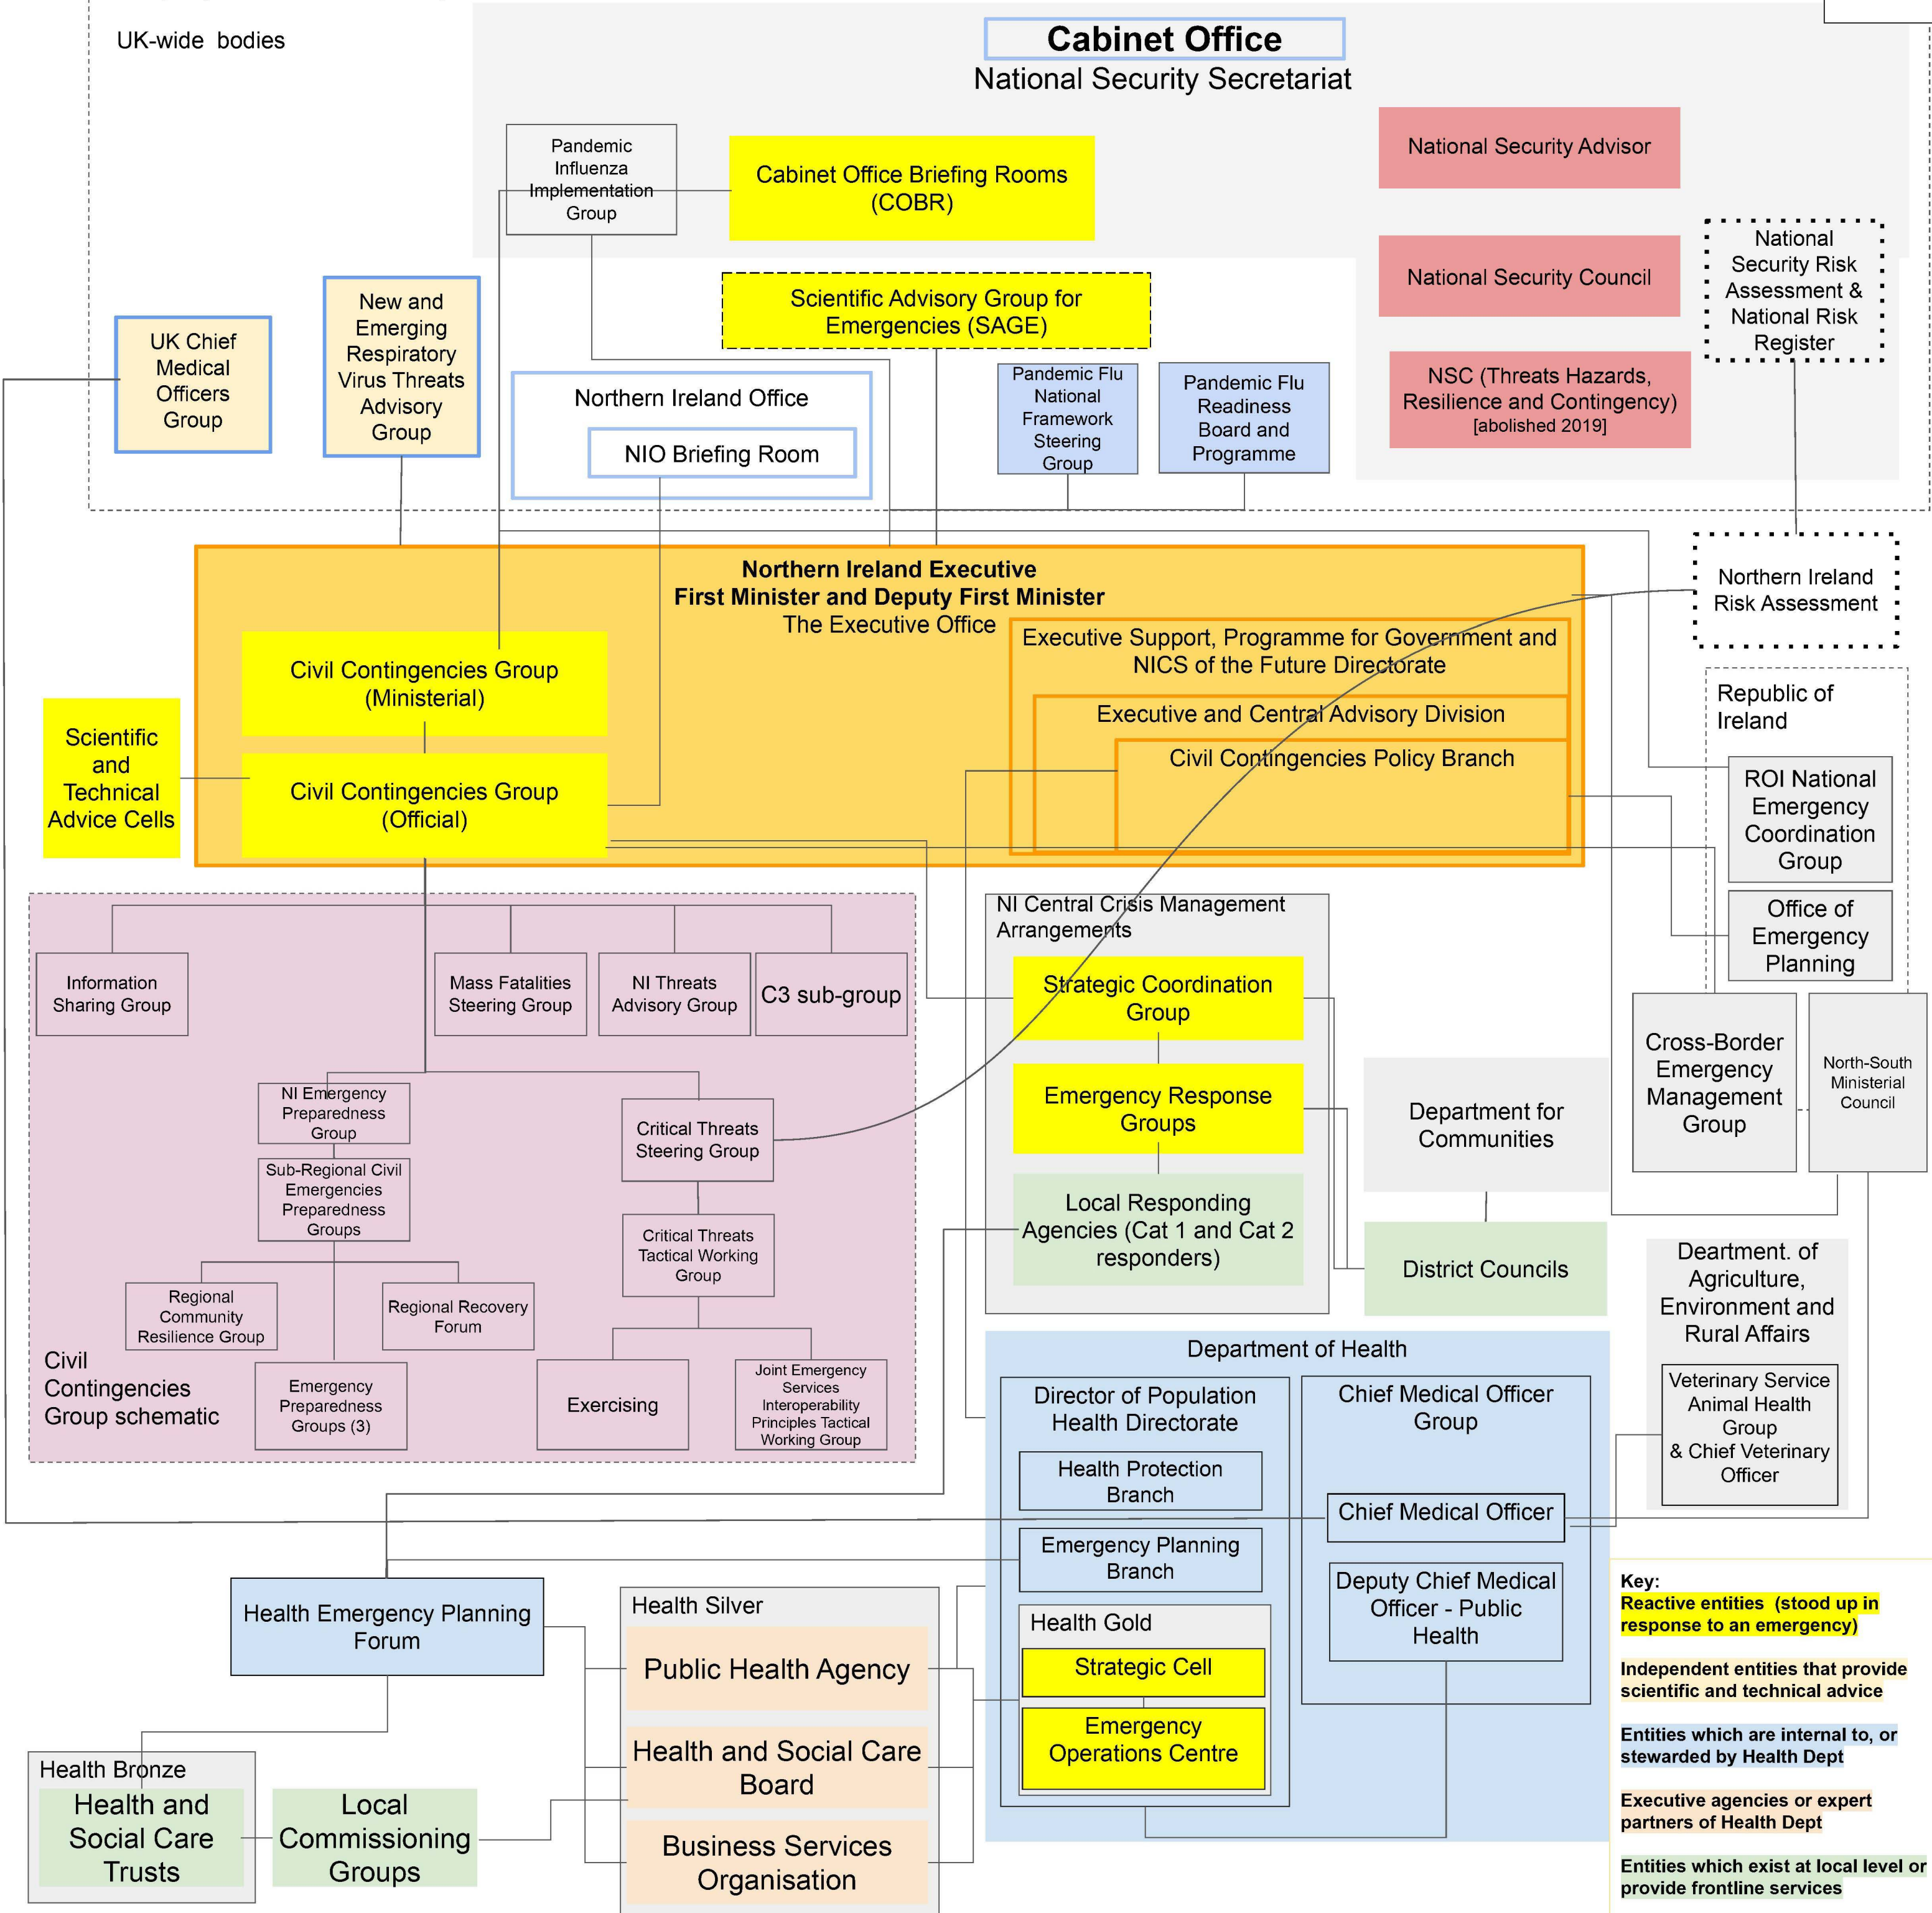 UK-wide bodies
Cabinet Office
National Security Secretariat
Pandemic
Influenza
Implementation
Group
Cabinet Office Briefing Rooms
(COBR)
National Security Advisor
National Security Council
NSC (Threats Hazards,
Resilience and Contingency)
[abolished 2019]
National
Security Risk
Assessment &
National Risk
Register
UK Chief
Medical
Officers
Group
New and
Emerging
Respiratory
Virus Threats
Advisory
Group
Scientific Advisory Group for
Emergencies (SAGE)
Northern Ireland Office
NIO Briefing Room
Pandemic Flu
National
Framework
Steering
Group
Pandemic Flu
Readiness
Board and
Programme
Northern Ireland Executive
First Minister and Deputy First Minister
The Executive Office
Northern Ireland
Risk Assessment
Civil Contingencies Group
(Ministerial)
Civil Contingencies Group
(Official)
Executive Support, Programme for Government and
NICS of the Future Directorate
Executive and Central Advisory Division
Civil Contingencies Policy Branch
Scientific
and
Technical
Advice Cells
Republic of
Ireland
ROI National
Emergency
Coordination
Group
Office of
Emergency
Planning
Cross-Border
Emergency
Management
Group
North-South
Ministerial
Council
Information
Sharing Group
Mass Fatalities
Steering Group
NI Threats
Advisory Group
C3 sub-group
NI Emergency
Preparedness
Group
Sub-Regional Civil
Emergencies
Preparedness
Groups
Regional
Community
Resilience Group
Regional Recovery
Forum
Emergency
Preparedness
Groups (3)
Critical Threats
Steering Group
Critical Threats
Tactical Working
Group
Exercising
Joint Emergency
Services
Interoperability
Principles Tactical
Working Group
Civil
Contingencies
Group schematic
NI Central Crisis Management
Arrangements
Strategic Coordination
Group
Emergency Response
Groups
Local Responding
Agencies (Cat 1 and Cat 2
responders)
Department for
Communities
District Councils
Deartment. of
Agriculture,
Environment and
Rural Affairs
Veterinary Service
Animal Health
Group
& Chief Veterinary
Officer
Department of Health
Director of Population
Health Directorate
Health Protection
Branch
Emergency Planning
Branch
Health Gold
Strategic Cell
Emergency
Operations Centre
Chief Medical Officer
Group
Chief Medical Officer
Deputy Chief Medical
Officer - Public
Health
Health Emergency Planning
Forum
Health Silver
Public Health Agency
Health and Social Care
Board
Business Services
Organisation
Health Bronze
Health and
Social Care
Trusts
Local
Commissioning
Groups
Key:
Reactive entities (stood up in
response to an emergency)
Independent entities that provide
scientific and technical advice
Entities which are internal to, or
stewarded by Health Dept
Executive agencies or expert
partners of Health Dept
Entities which exist at local level or
provide frontline services